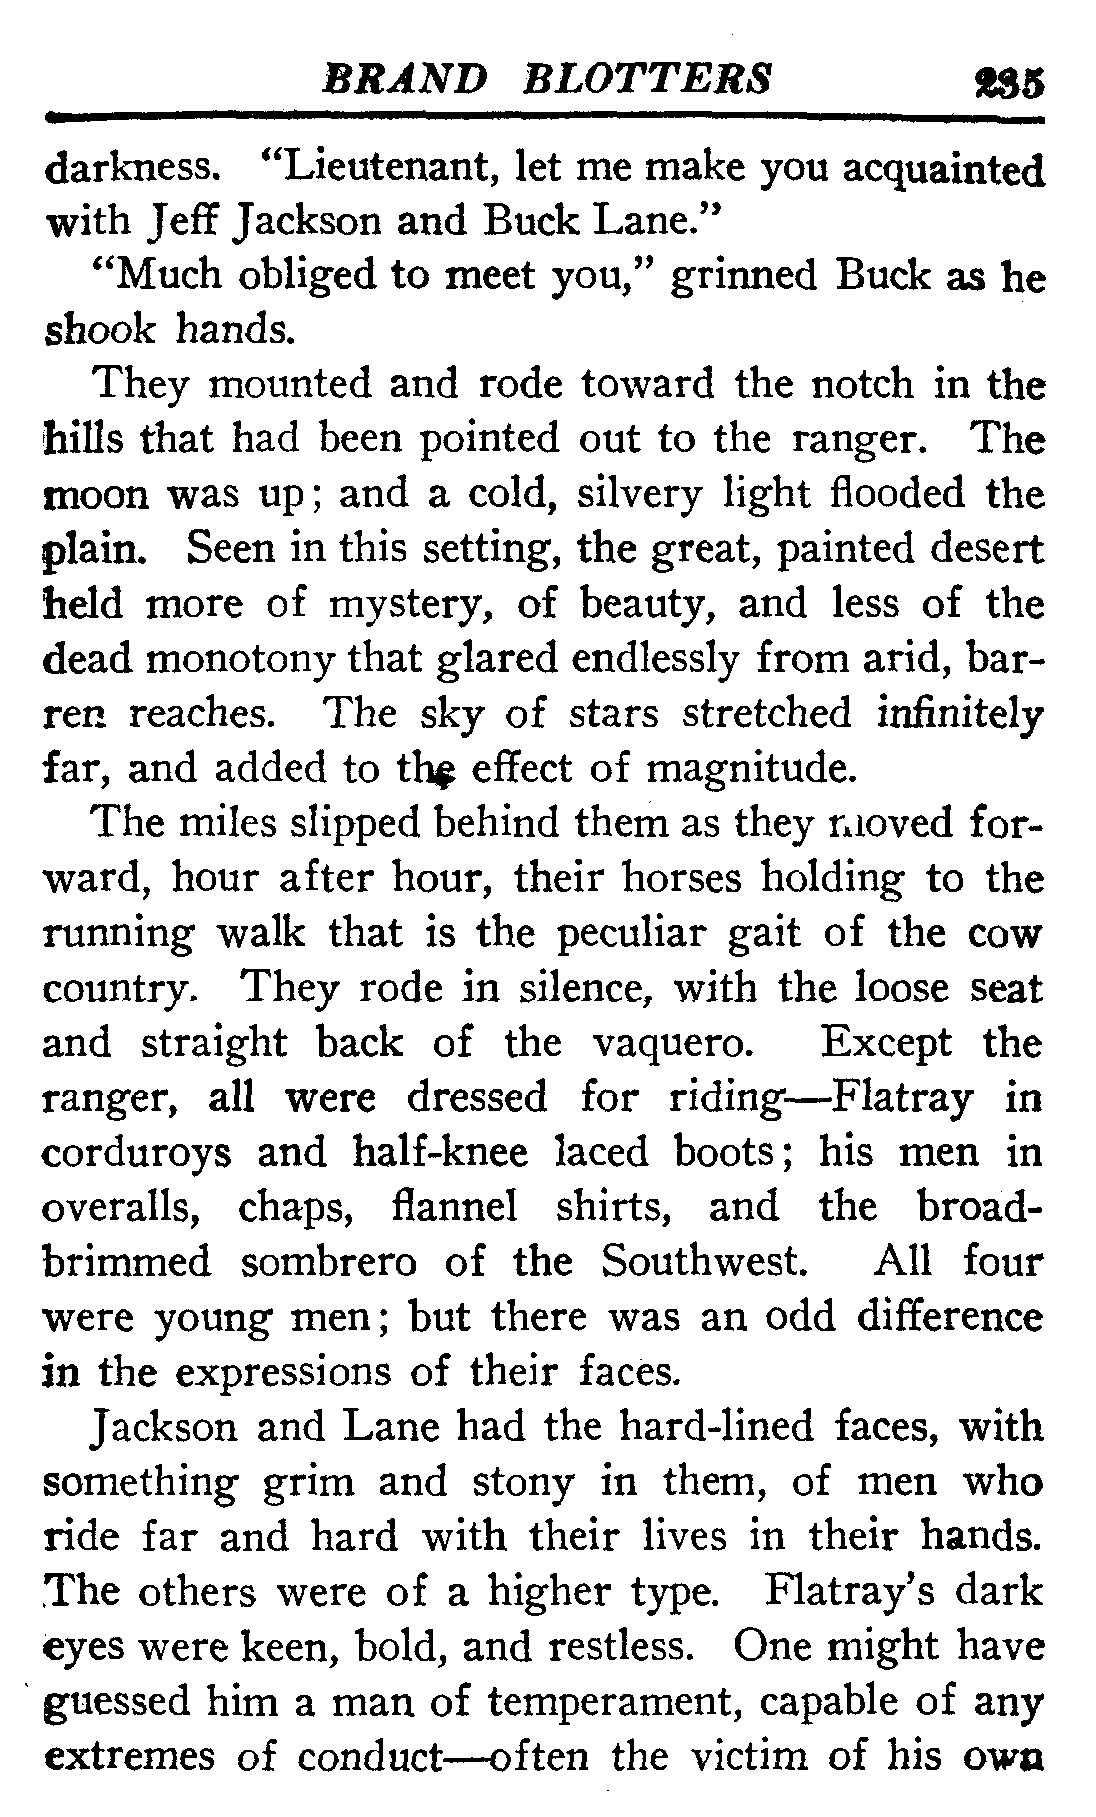 BRAND BLOTTERS 235
darkness. "Lieutenant, let me make you acquainted
with Jeff Jackson and Buck Lane."
"Much obliged to meet you," grinned Buck as he
shook hands.
They mounted and rode toward the notch in the
hills that had been pointed out to the ranger. The
moon was up; and a cold, silvery light flooded the
plain. Seen in this setting, the great, painted desert
held more of mystery, of beauty, and less of the
dead monotony that glared endlessly from arid, bar-
ren reaches. The sky of stars stretched infinitely
far, and added to the effect of magnitude.
The miles slipped behind them as they moved for-
ward, hour after hour, their horses holding to the
running walk that is the peculiar gait of the cow
country. They rode in silence, with the loose seat
and straight back of the vaquero. Except the
ranger, all were dressed for riding—Flatray in
corduroys and half-knee laced boots; his men in
overalls, chaps, flannel shirts, and the broad-
brimmed sombrero of the Southwest. All four
were young men; but there was an odd difference
in the expressions of their faces.
Jackson and Lane had the hard-lined faces, with
something grim and stony in them, of men who
ride far and hard with their lives in their hands.
The others were of a higher type. Flatray's dark
eyes were keen, bold, and restless. One might have
guessed him a man of temperament, capable of any
extremes of conduct—often the victim of his own